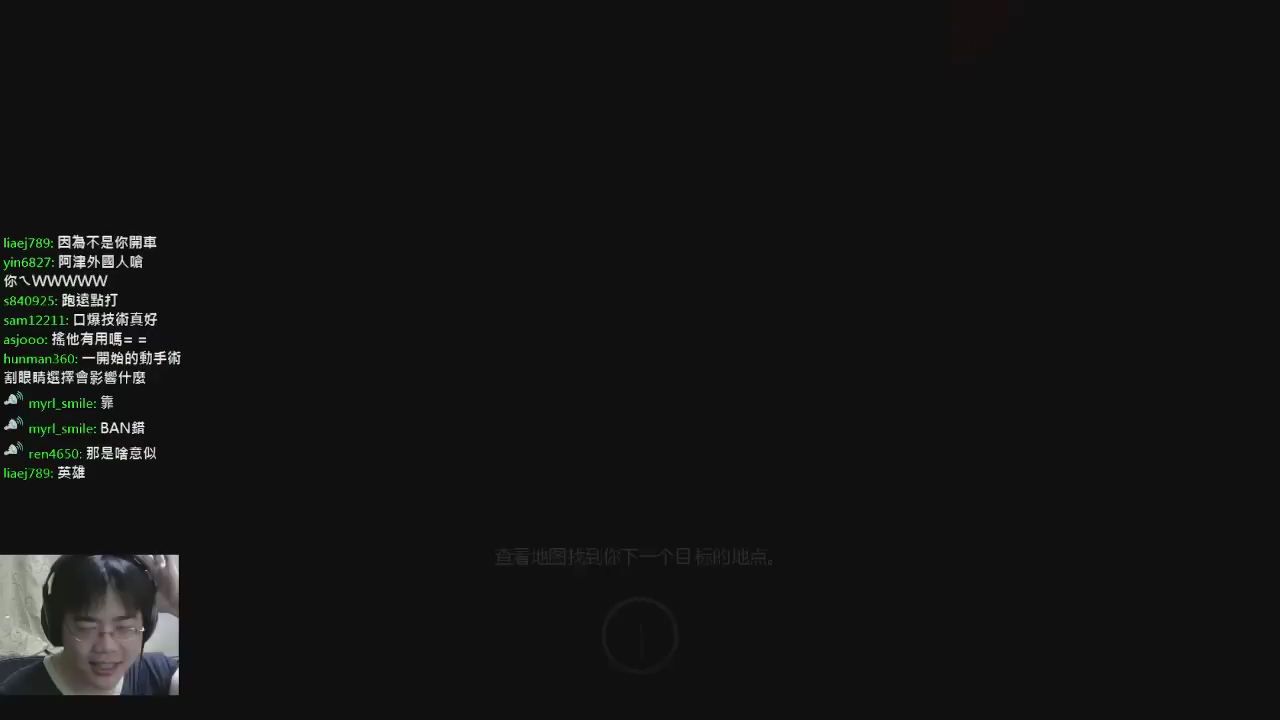 liaej789: 因為不是你開車
yin6827: 阿津外國人嗆
你ㄟWWWWW
s840925: 跑遠點打
sam12211: 口爆技術真好
asjooo: 搖他有用嗎= =
hunman360: 一開始的動手術
割眼睛選擇會影響什麼
myrl_smile: 靠
myrl_smile: BAN錯
ren4650: 那是啥意似
liaej789: 英雄
查看地图找到你下一个目标的地点。